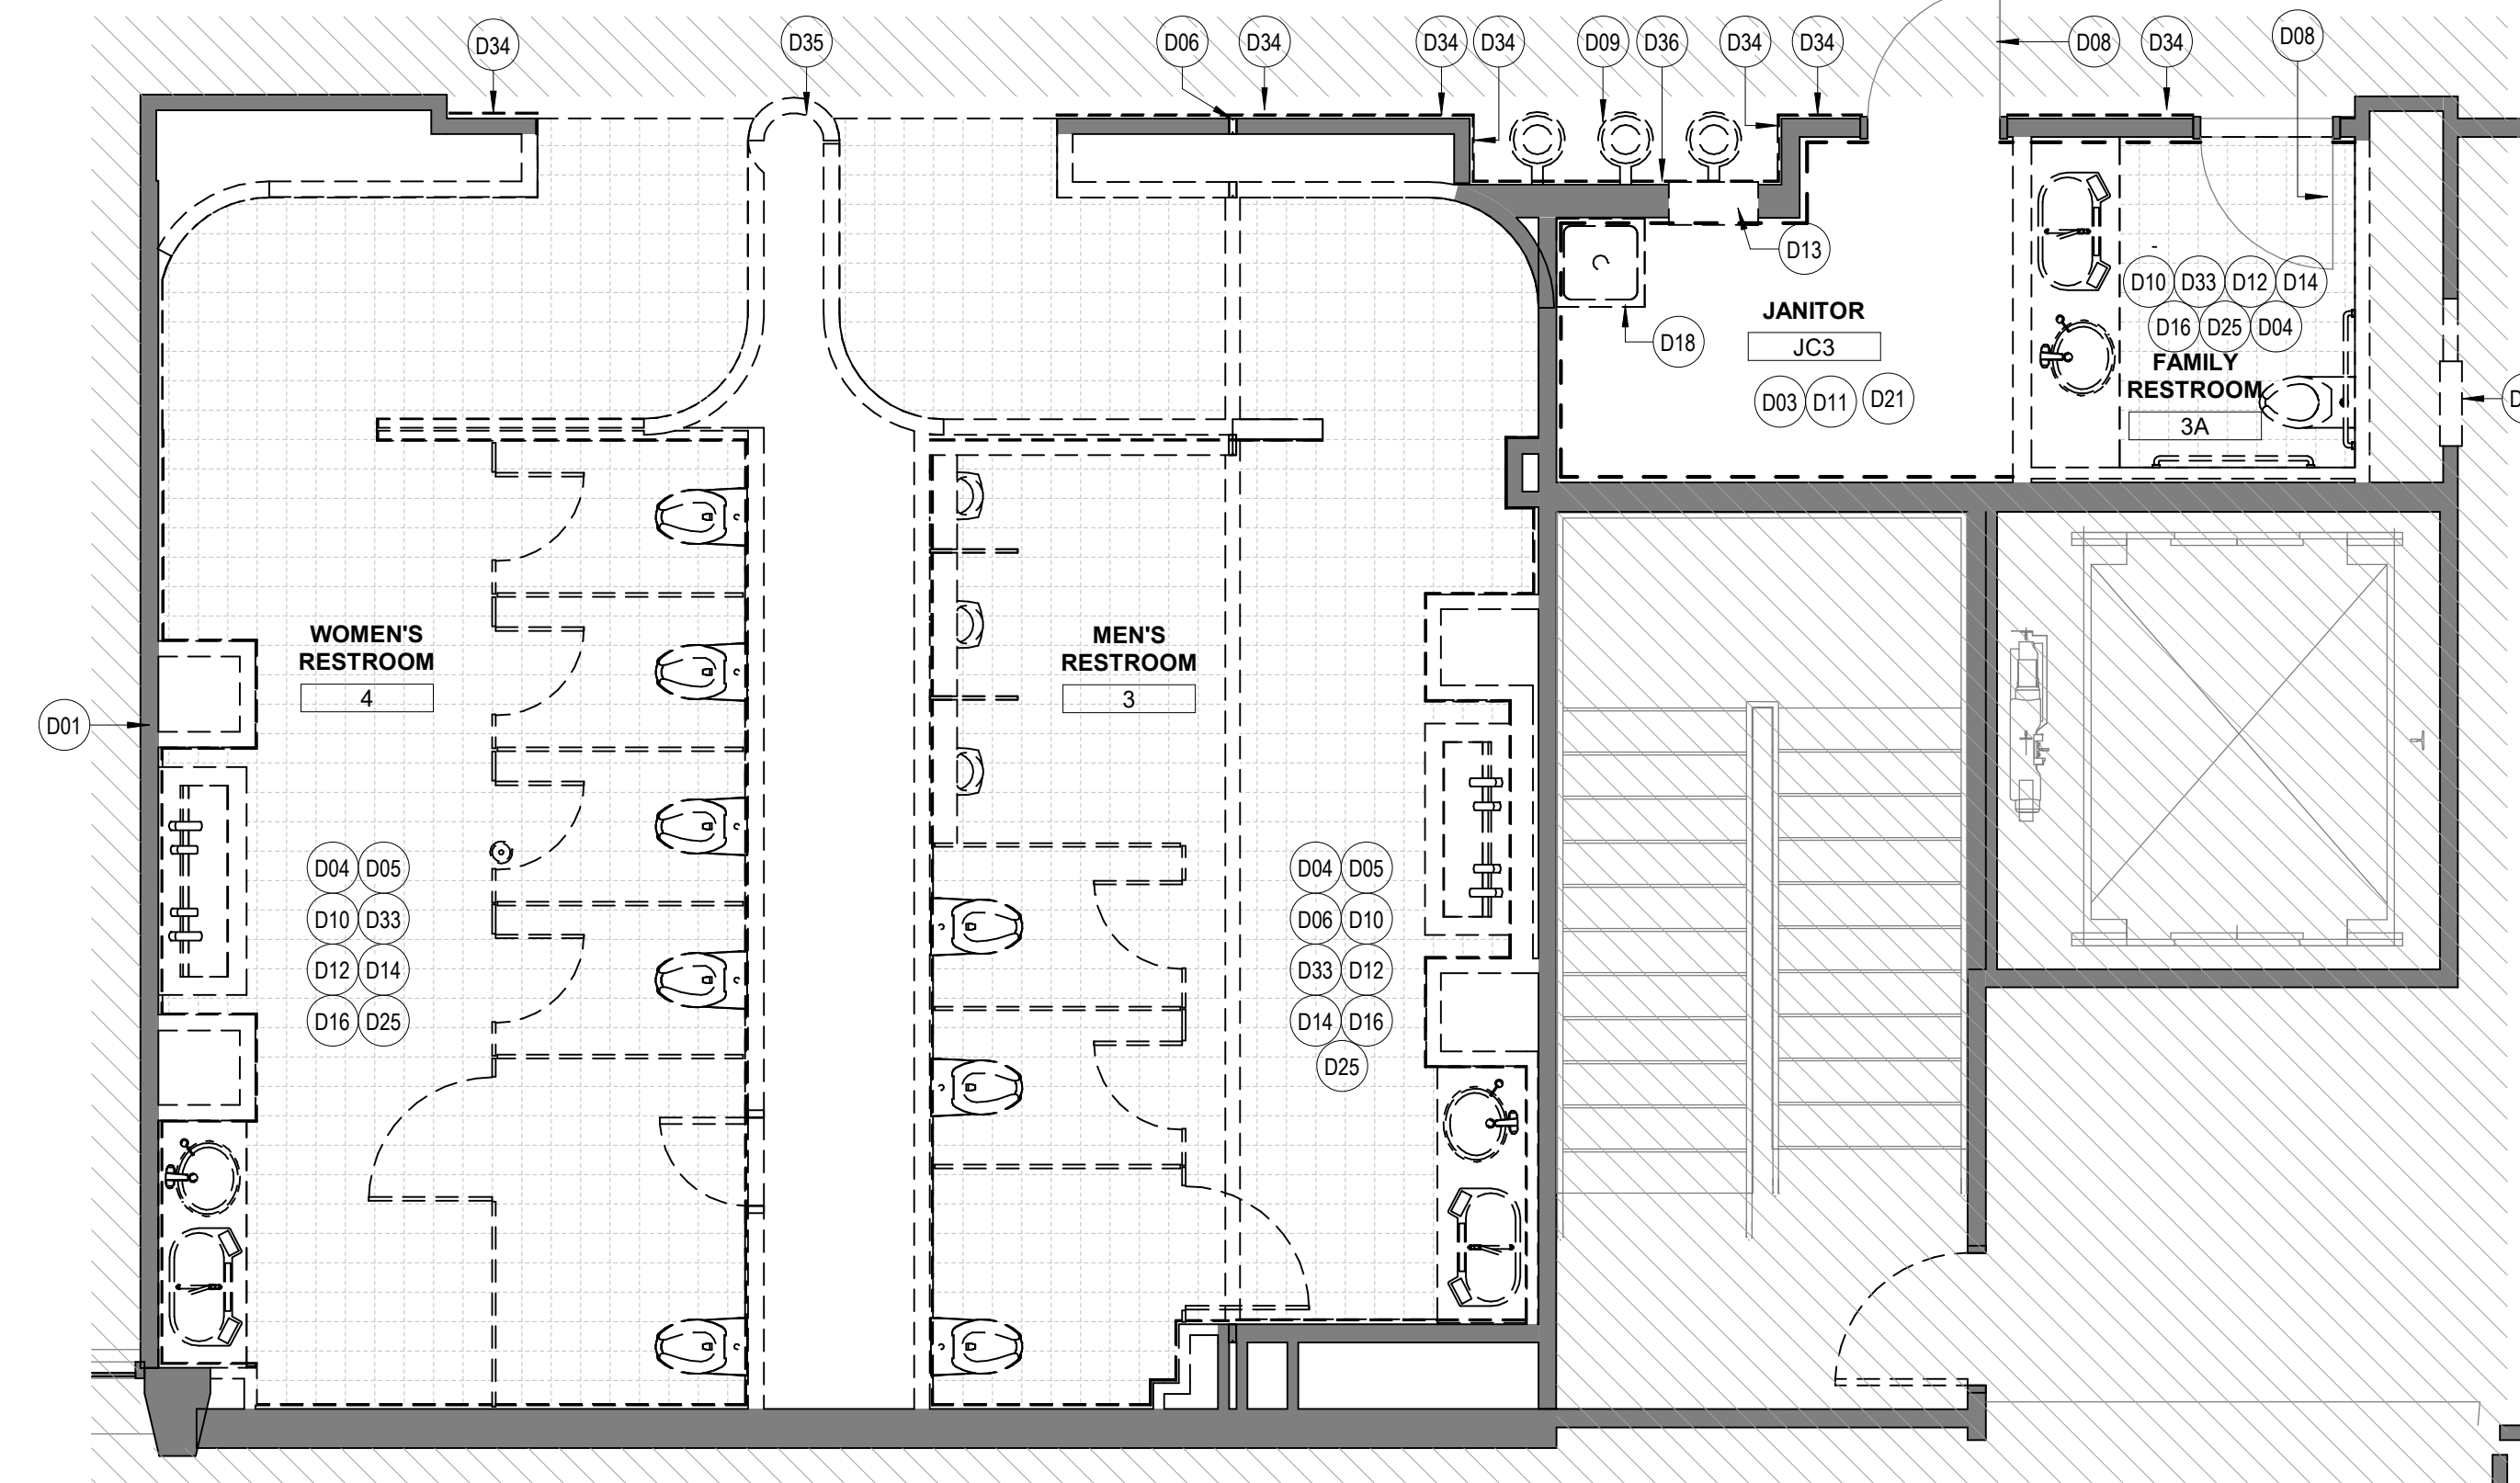 D34 D35 D06 D34 D34 D34 D09 D36 D34 D34 D08 D34 D08
D13
D10 D33 D12 D14
JANITOR
D16 D25 D04
JC3
D18
FAMILY
RESTROOM
D03 D11 D21
3A
WOMEN'S
RESTROOM
4
MEN'S
RESTROOM
3
D01
D04 D05
D10 D33
D12 D14
D16 D25
D04 D05
D06 D10
D33 D12
D14 D16
D25